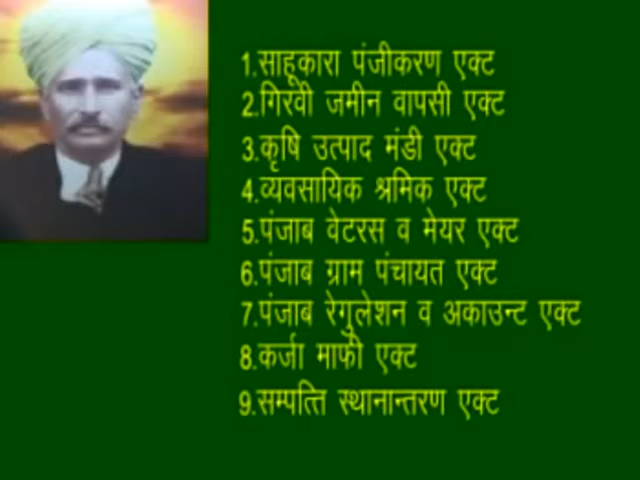 1.साहूकारा पंजीकरण एक्ट
2.गिरवी जमीन वापसी एक्ट
3.कृषि उत्पाद मंडी एक्ट
4.व्यवसायिक श्रमिक एक्ट
5.पंजाब वेटरस व मेयर एक्ट
6.पंजाब ग्राम पंचायत एक्ट
7.पंजाब रेगुलेशन व अकाउन्ट एक्ट
8.कर्जा माफी एक्ट
9.सम्पत्ति स्थानान्तरण एक्ट